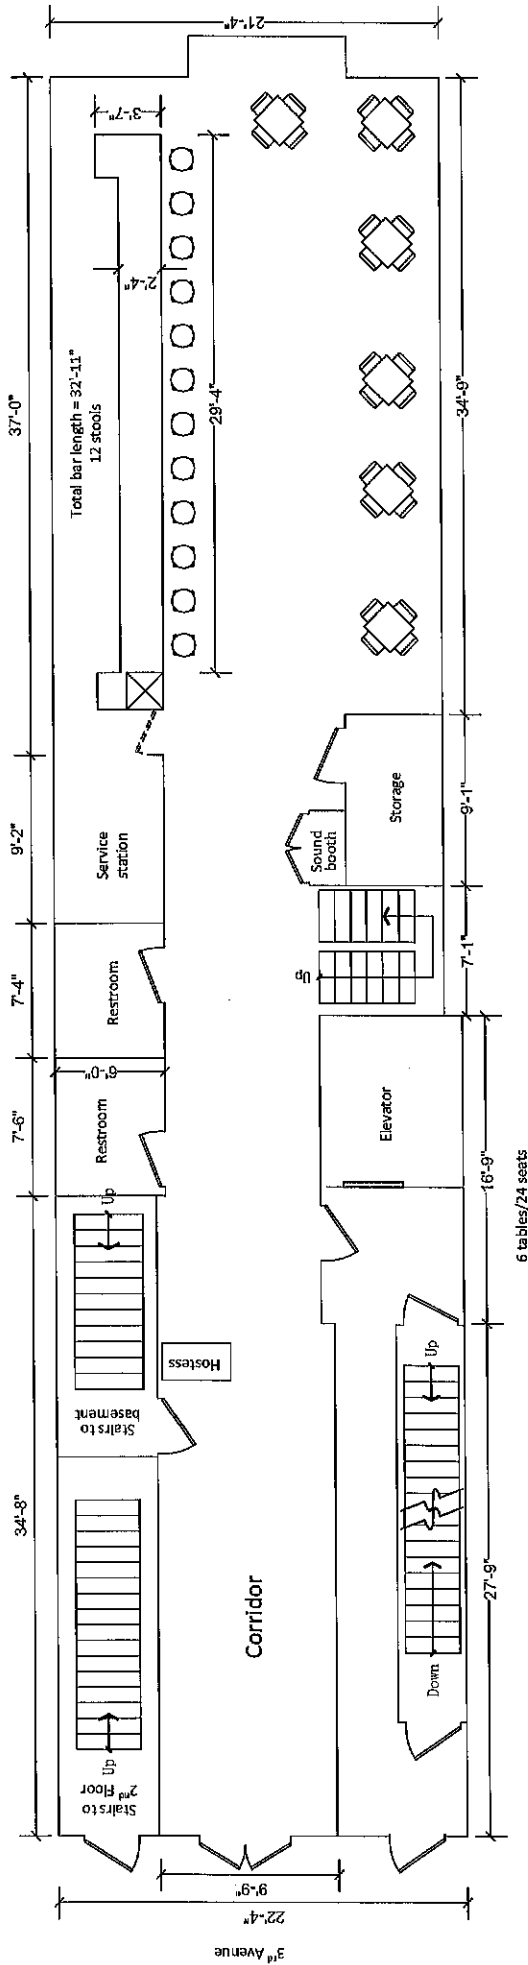 21'-4"
37'-0"
3'-7"
2'-4"
Total bar length = 32'-11"
12 stools
29'-4"
34'-9"
9'-2"
Service
station
Sound
booth
Storage
9'-1"
7'-4"
Restroom
Up
7'-1"
6'-0"
7'-6"
Restroom
Elevator
16'-9"
6 tables/24 seats
Up
Hostess
Stairs to
basement
34'-8"
Up
Corridor
27'-9"
Down
Up
Stairs to
2nd Floor
9'-9"
22'-4"
3rd Avenue